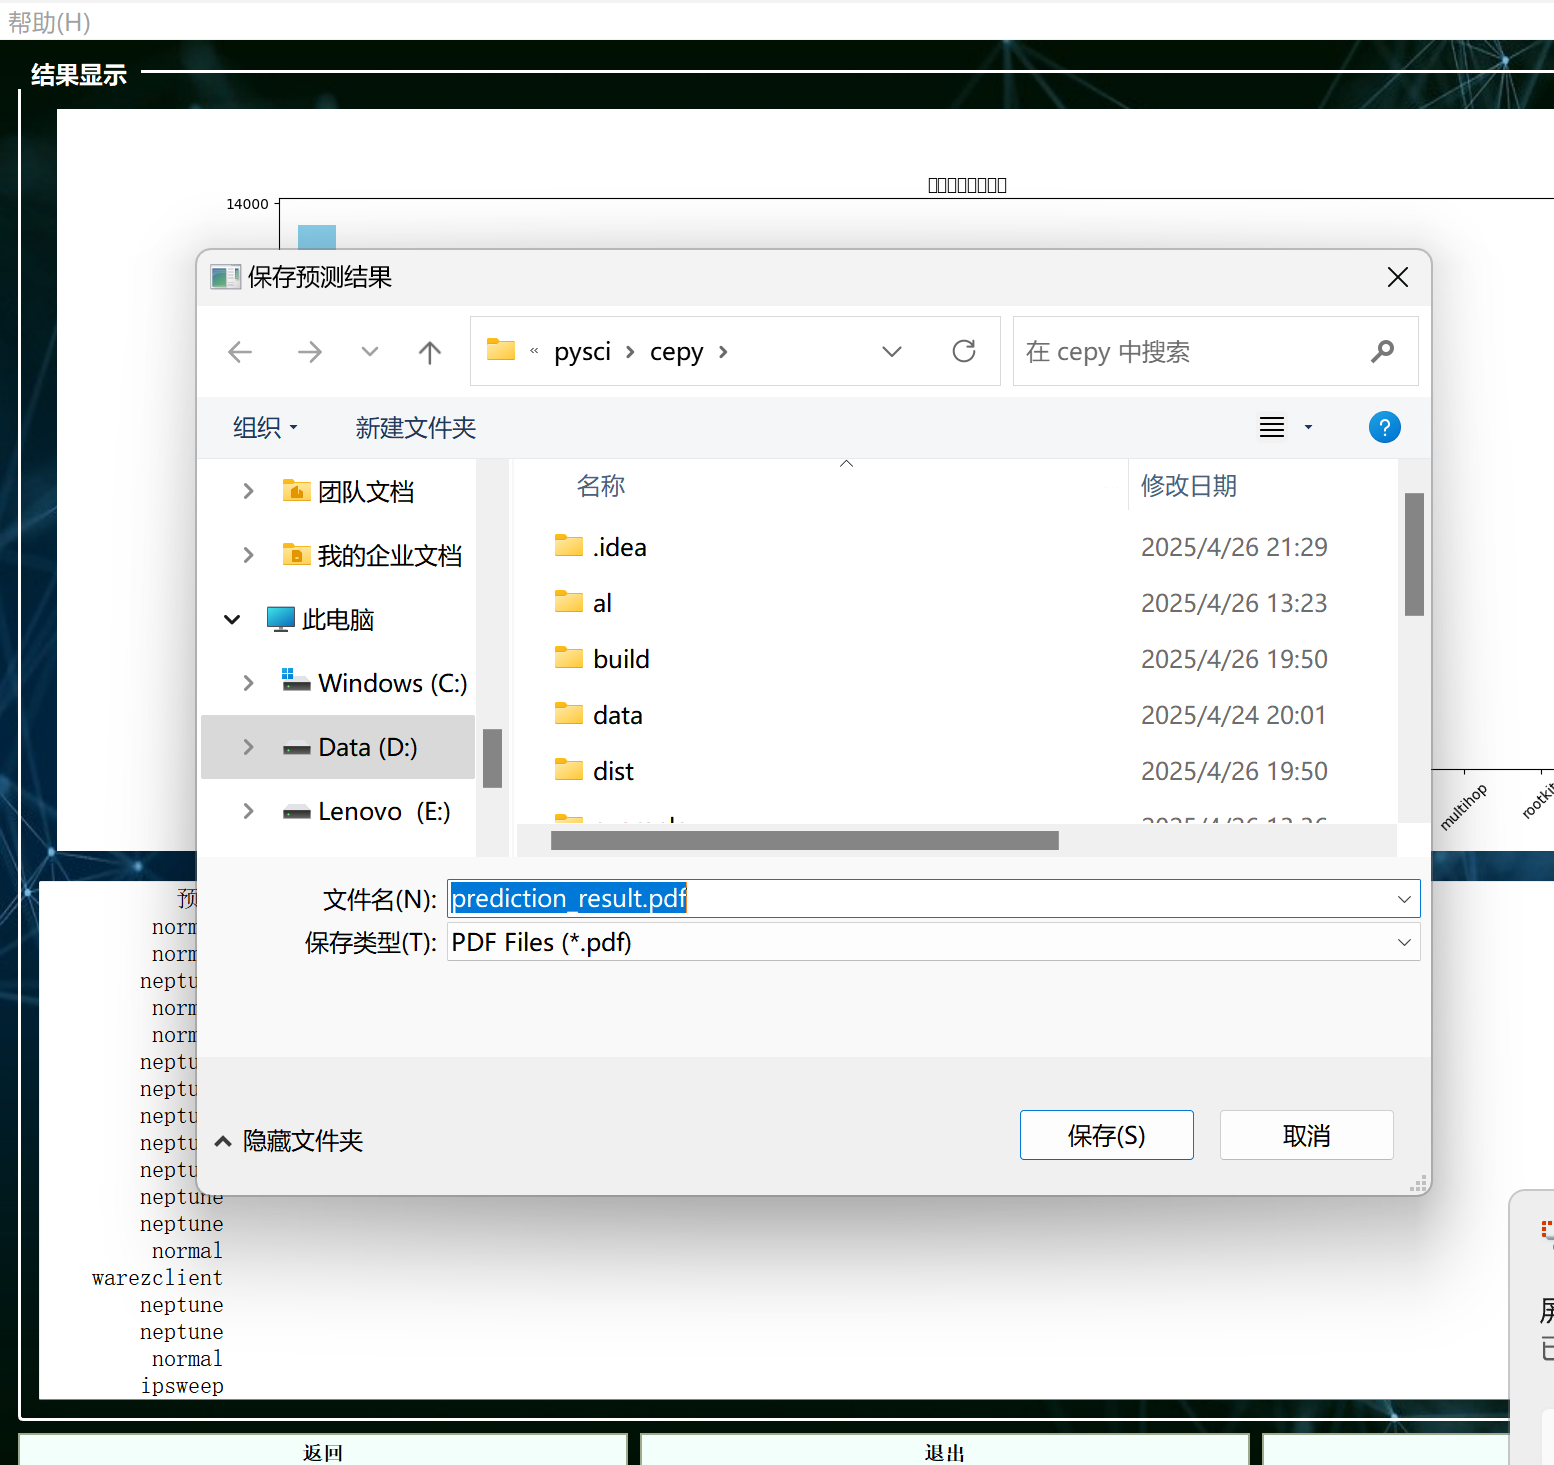 帮助(H)
结果显示
14000
保存预测结果
« pysci › cepy ›
在 cepy 中搜索
组织
新建文件夹
?
团队文档
我的企业文档
此电脑
Windows (C:)
Data (D:)
Lenovo (E:)
名称
修改日期
.idea
2025/4/26 21:29
al
2025/4/26 13:23
build
2025/4/26 19:50
data
2025/4/24 20:01
dist
2025/4/26 19:50
multihop
rootkit
文件名(N):
prediction_result.pdf
保存类型(T):
PDF Files (*.pdf)
隐藏文件夹
保存(S)
取消
预
norm
norm
neptu
norm
norm
neptu
neptu
neptu
neptu
neptu
neptune
neptune
normal
warezclient
neptune
neptune
normal
ipsweep
返回
退出